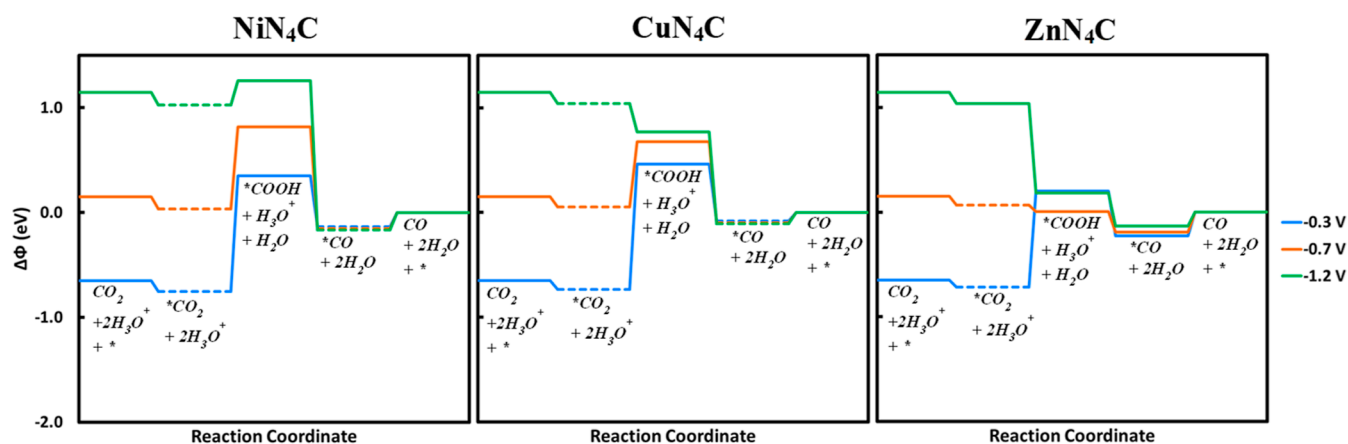 NiN₄C
CuN₄C
ZnN₄C
ΔΦ (eV)
1.0
0.0
-1.0
-2.0
CO₂
+2H₃O⁺
+ *
*CO₂
+ 2H₃O⁺
*COOH
+ H₃O⁺
+ H₂O
*CO
+ 2H₂O
CO
+ 2H₂O
+ *
Reaction Coordinate
CO₂
+2H₃O⁺
+ *
*CO₂
+ 2H₃O⁺
*COOH
+ H₃O⁺
+ H₂O
*CO
+ 2H₂O
CO
+ 2H₂O
+ *
Reaction Coordinate
CO₂
+2H₃O⁺
+ *
*CO₂
+ 2H₃O⁺
*COOH
+ H₃O⁺
+ H₂O
*CO
+ 2H₂O
CO
+ 2H₂O
+ *
Reaction Coordinate
-0.3 V
-0.7 V
-1.2 V